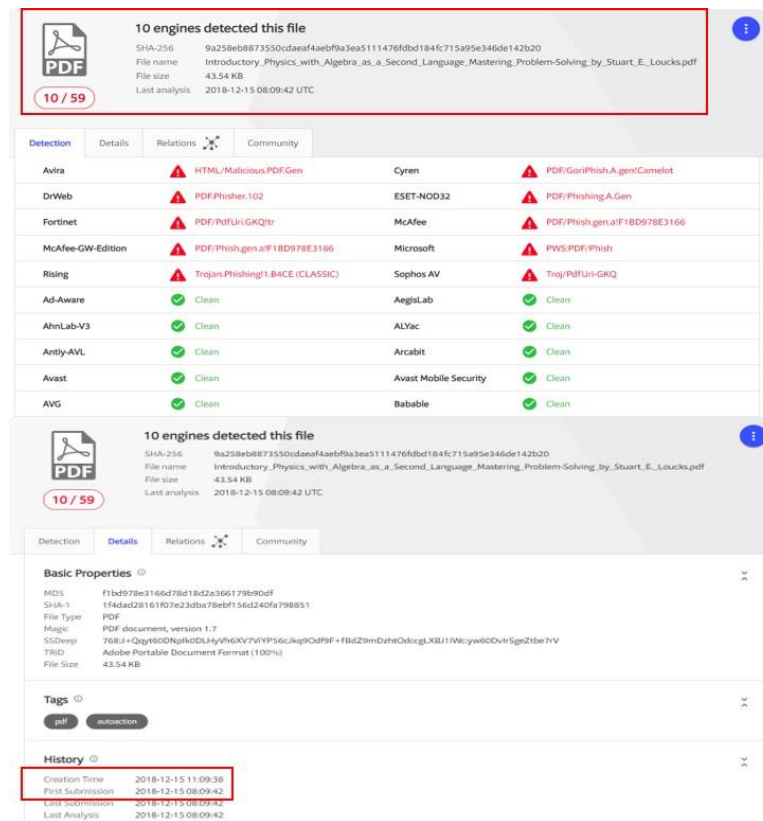 10 engines detected this file
SHA-256 9a258eb8873550cdaeaf4aebf9a3ea5111476fdbd184fc715a95e346de142b20
File name Introductory_Physics_with_Algebra_as_a_Second_Language_Mastering_Problem-Solving_by_Stuart_E._Loucks.pdf
File size 43.54 KB
Last analysis 2018-12-15 08:09:42 UTC
PDF
10 / 59
Detection Details Relations Community
Avira HTML/Malicious.PDF.Gen Cyren PDF/GoriPhish.A.gen!Camelot
DrWeb PDF.Phisher.102 ESET-NOD32 PDF/Phishing.A.Gen
Fortinet PDF/PdfUri.GKQ!tr McAfee PDF/Phish.gen.a!F1BD978E3166
McAfee-GW-Edition PDF/Phish.gen.a!F1BD978E3166 Microsoft PWS:PDF/Phish
Rising Trojan.Phishing!1.B4CE (CLASSIC) Sophos AV Troj/PdfUri-GKQ
Ad-Aware Clean AegisLab Clean
AhnLab-V3 Clean ALYac Clean
Antiy-AVL Clean Arcabit Clean
Avast Clean Avast Mobile Security Clean
AVG Clean Babable Clean
10 engines detected this file
SHA-256 9a258eb8873550cdaeaf4aebf9a3ea5111476fdbd184fc715a95e346de142b20
File name Introductory_Physics_with_Algebra_as_a_Second_Language_Mastering_Problem-Solving_by_Stuart_E._Loucks.pdf
File size 43.54 KB
Last analysis 2018-12-15 08:09:42 UTC
PDF
10 / 59
Detection Details Relations Community
Basic Properties
MD5 f1bd978e3166d78d18d2a366179b90df
SHA-1 1f4dad28161f07e23dba78ebf156d240fa798851
File Type PDF
Magic PDF document, version 1.7
SSDeep
TRiD Adobe Portable Document Format (100%)
File Size 43.54 KB
Tags
pdf autoaction
History
Creation Time 2018-12-15 11:09:38
First Submission 2018-12-15 08:09:42
Last Submission 2018-12-15 08:09:42
Last Analysis 2018-12-15 08:09:42